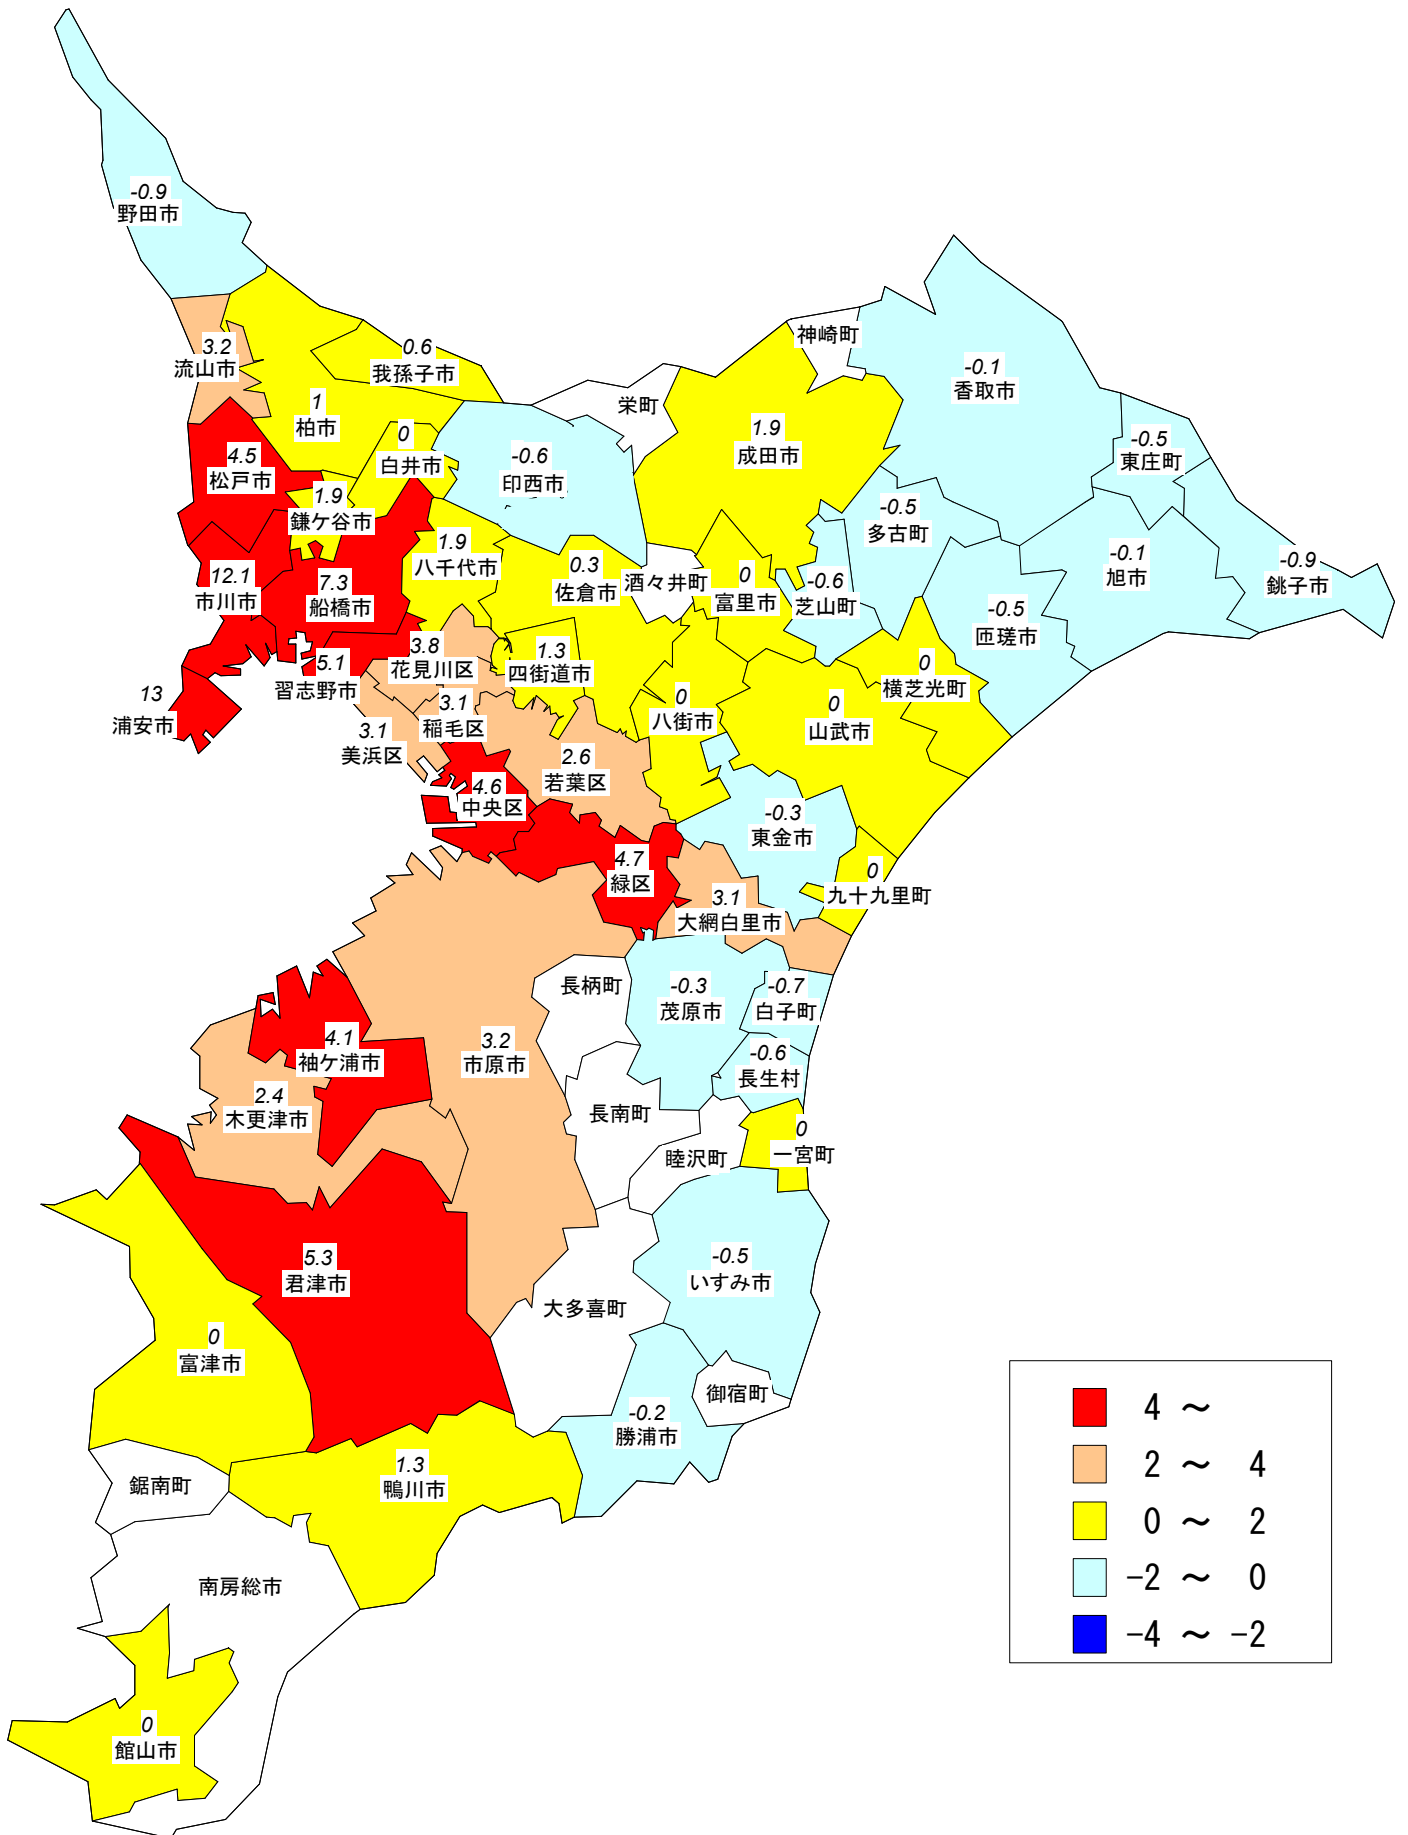 -0.9
野田市
3.2
流山市
0.6
我孫子市
1
柏市
0
白井市
4.5
松戸市
1.9
鎌ケ谷市
12.1
市川市
7.3
船橋市
1.9
八千代市
-0.6
印西市
栄町
神崎町
1.9
成田市
-0.1
香取市
-0.5
東庄町
-0.5
多古町
-0.1
旭市
-0.9
銚子市
-0.5
匝瑳市
-0.6
芝山町
0
富里市
酒々井町
0.3
佐倉市
13
浦安市
5.1
習志野市
3.8
花見川区
1.3
四街道市
0
八街市
0
横芝光町
0
山武市
3.1
美浜区
3.1
稲毛区
2.6
若葉区
4.6
中央区
4.7
緑区
-0.3
東金市
0
九十九里町
3.1
大網白里市
長柄町
-0.3
茂原市
-0.7
白子町
-0.6
長生村
0
一宮町
長南町
睦沢町
4.1
袖ケ浦市
2.4
木更津市
3.2
市原市
5.3
君津市
0
富津市
大多喜町
-0.5
いすみ市
御宿町
-0.2
勝浦市
1.3
鴨川市
鋸南町
南房総市
0
館山市
4 ～
2 ～ 4
0 ～ 2
-2 ～ 0
-4 ～ -2